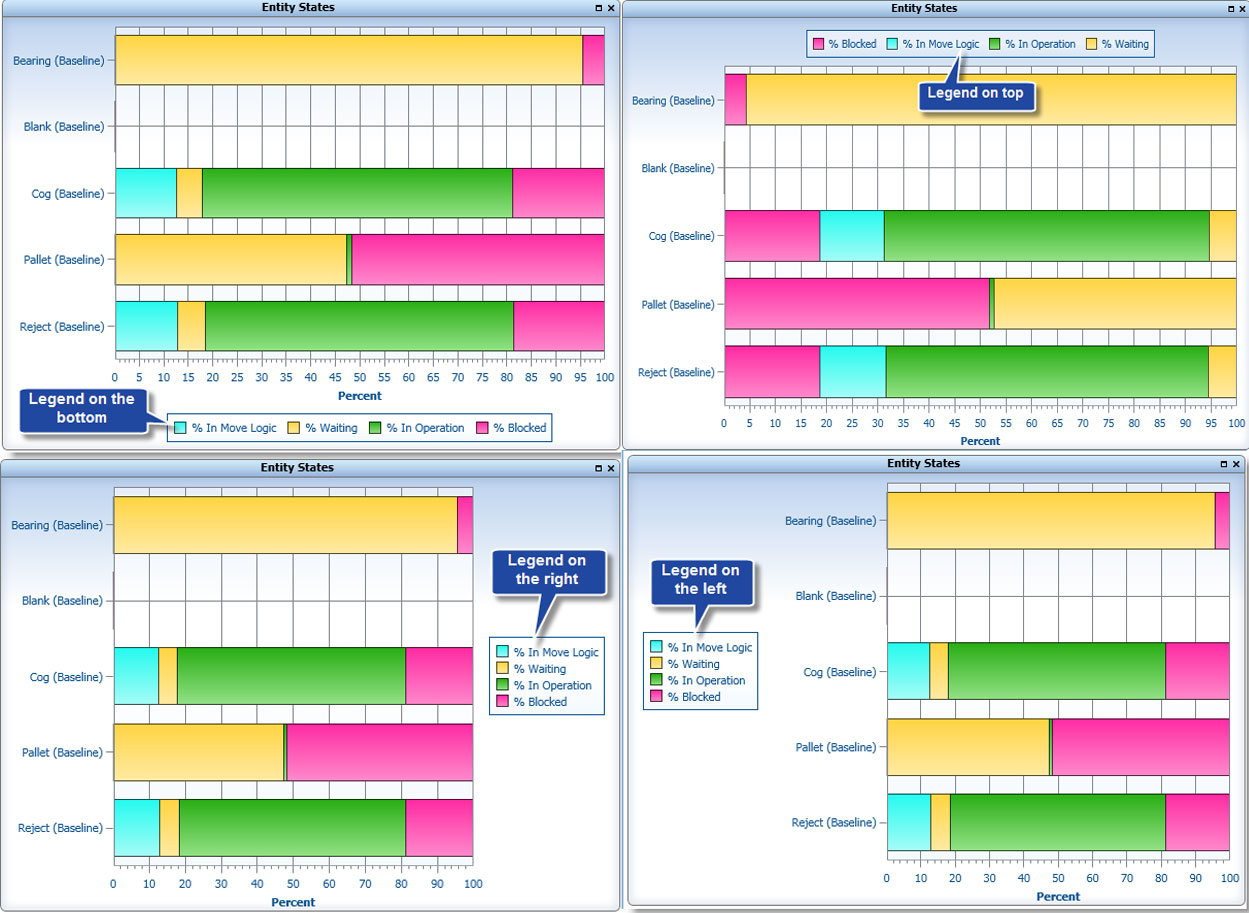 Entity States
Bearing (Baseline)
Blank (Baseline)
Cog (Baseline)
Pallet (Baseline)
Reject (Baseline)
0 5 10 15 20 25 30 35 40 45 50 55 60 65 70 75 80 85 90 95 100
Percent
Legend on the
bottom
% In Move Logic % Waiting % In Operation % Blocked
Entity States
% Blocked % In Move Logic % In Operation % Waiting
Legend on top
Bearing (Baseline)
Blank (Baseline)
Cog (Baseline)
Pallet (Baseline)
Reject (Baseline)
0 5 10 15 20 25 30 35 40 45 50 55 60 65 70 75 80 85 90 95 100
Percent
Entity States
Bearing (Baseline)
Blank (Baseline)
Cog (Baseline)
Pallet (Baseline)
Reject (Baseline)
0 10 20 30 40 50 60 70 80 90 100
Percent
Legend on
the right
% In Move Logic
% Waiting
% In Operation
% Blocked
Entity States
Legend on
the left
% In Move Logic
% Waiting
% In Operation
% Blocked
Bearing (Baseline)
Blank (Baseline)
Cog (Baseline)
Pallet (Baseline)
Reject (Baseline)
0 10 20 30 40 50 60 70 80 90 100
Percent